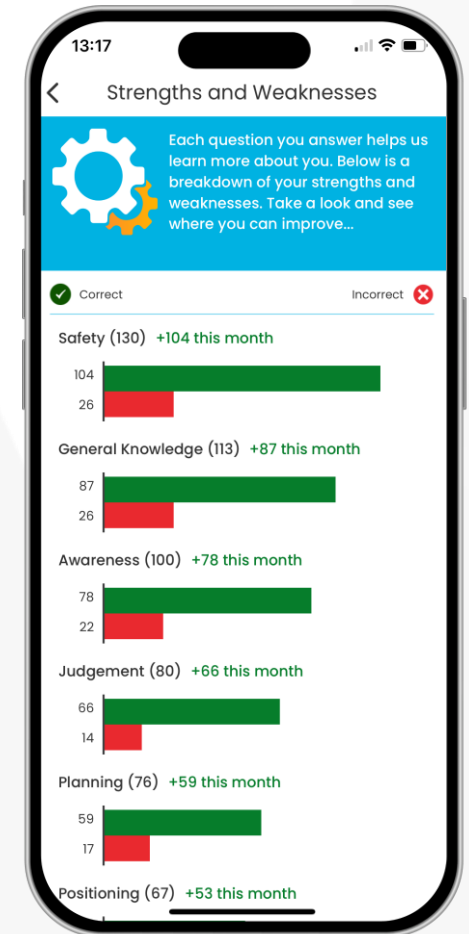 13:17
Strengths and Weaknesses
Each question you answer helps us
learn more about you. Below is a
breakdown of your strengths and
weaknesses. Take a look and see
where you can improve...
Correct
Incorrect
Safety (130) +104 this month
104
26
General Knowledge (113) +87 this month
87
26
Awareness (100) +78 this month
78
22
Judgement (80) +66 this month
66
14
Planning (76) +59 this month
59
17
Positioning (67) +53 this month